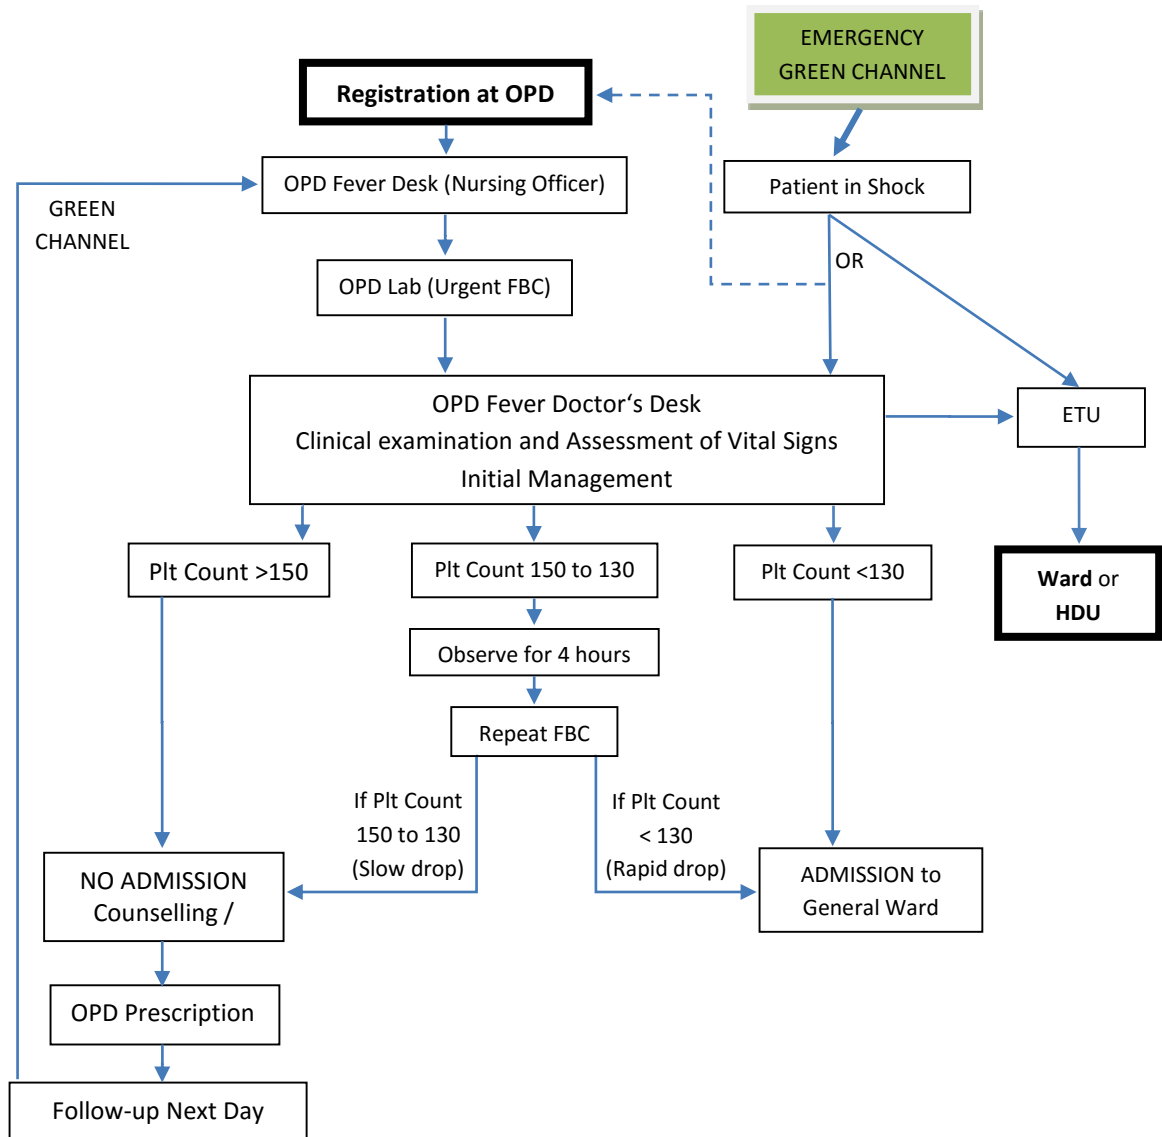 EMERGENCY
GREEN CHANNEL
Registration at OPD
OPD Fever Desk (Nursing Officer)
Patient in Shock
GREEN
CHANNEL
OR
OPD Lab (Urgent FBC)
OPD Fever Doctor‘s Desk
Clinical examination and Assessment of Vital Signs
Initial Management
ETU
Plt Count >150
Plt Count 150 to 130
Plt Count <130
Ward or
HDU
Observe for 4 hours
Repeat FBC
If Plt Count
150 to 130
(Slow drop)
If Plt Count
< 130
(Rapid drop)
NO ADMISSION
Counselling /
ADMISSION to
General Ward
OPD Prescription
Follow-up Next Day